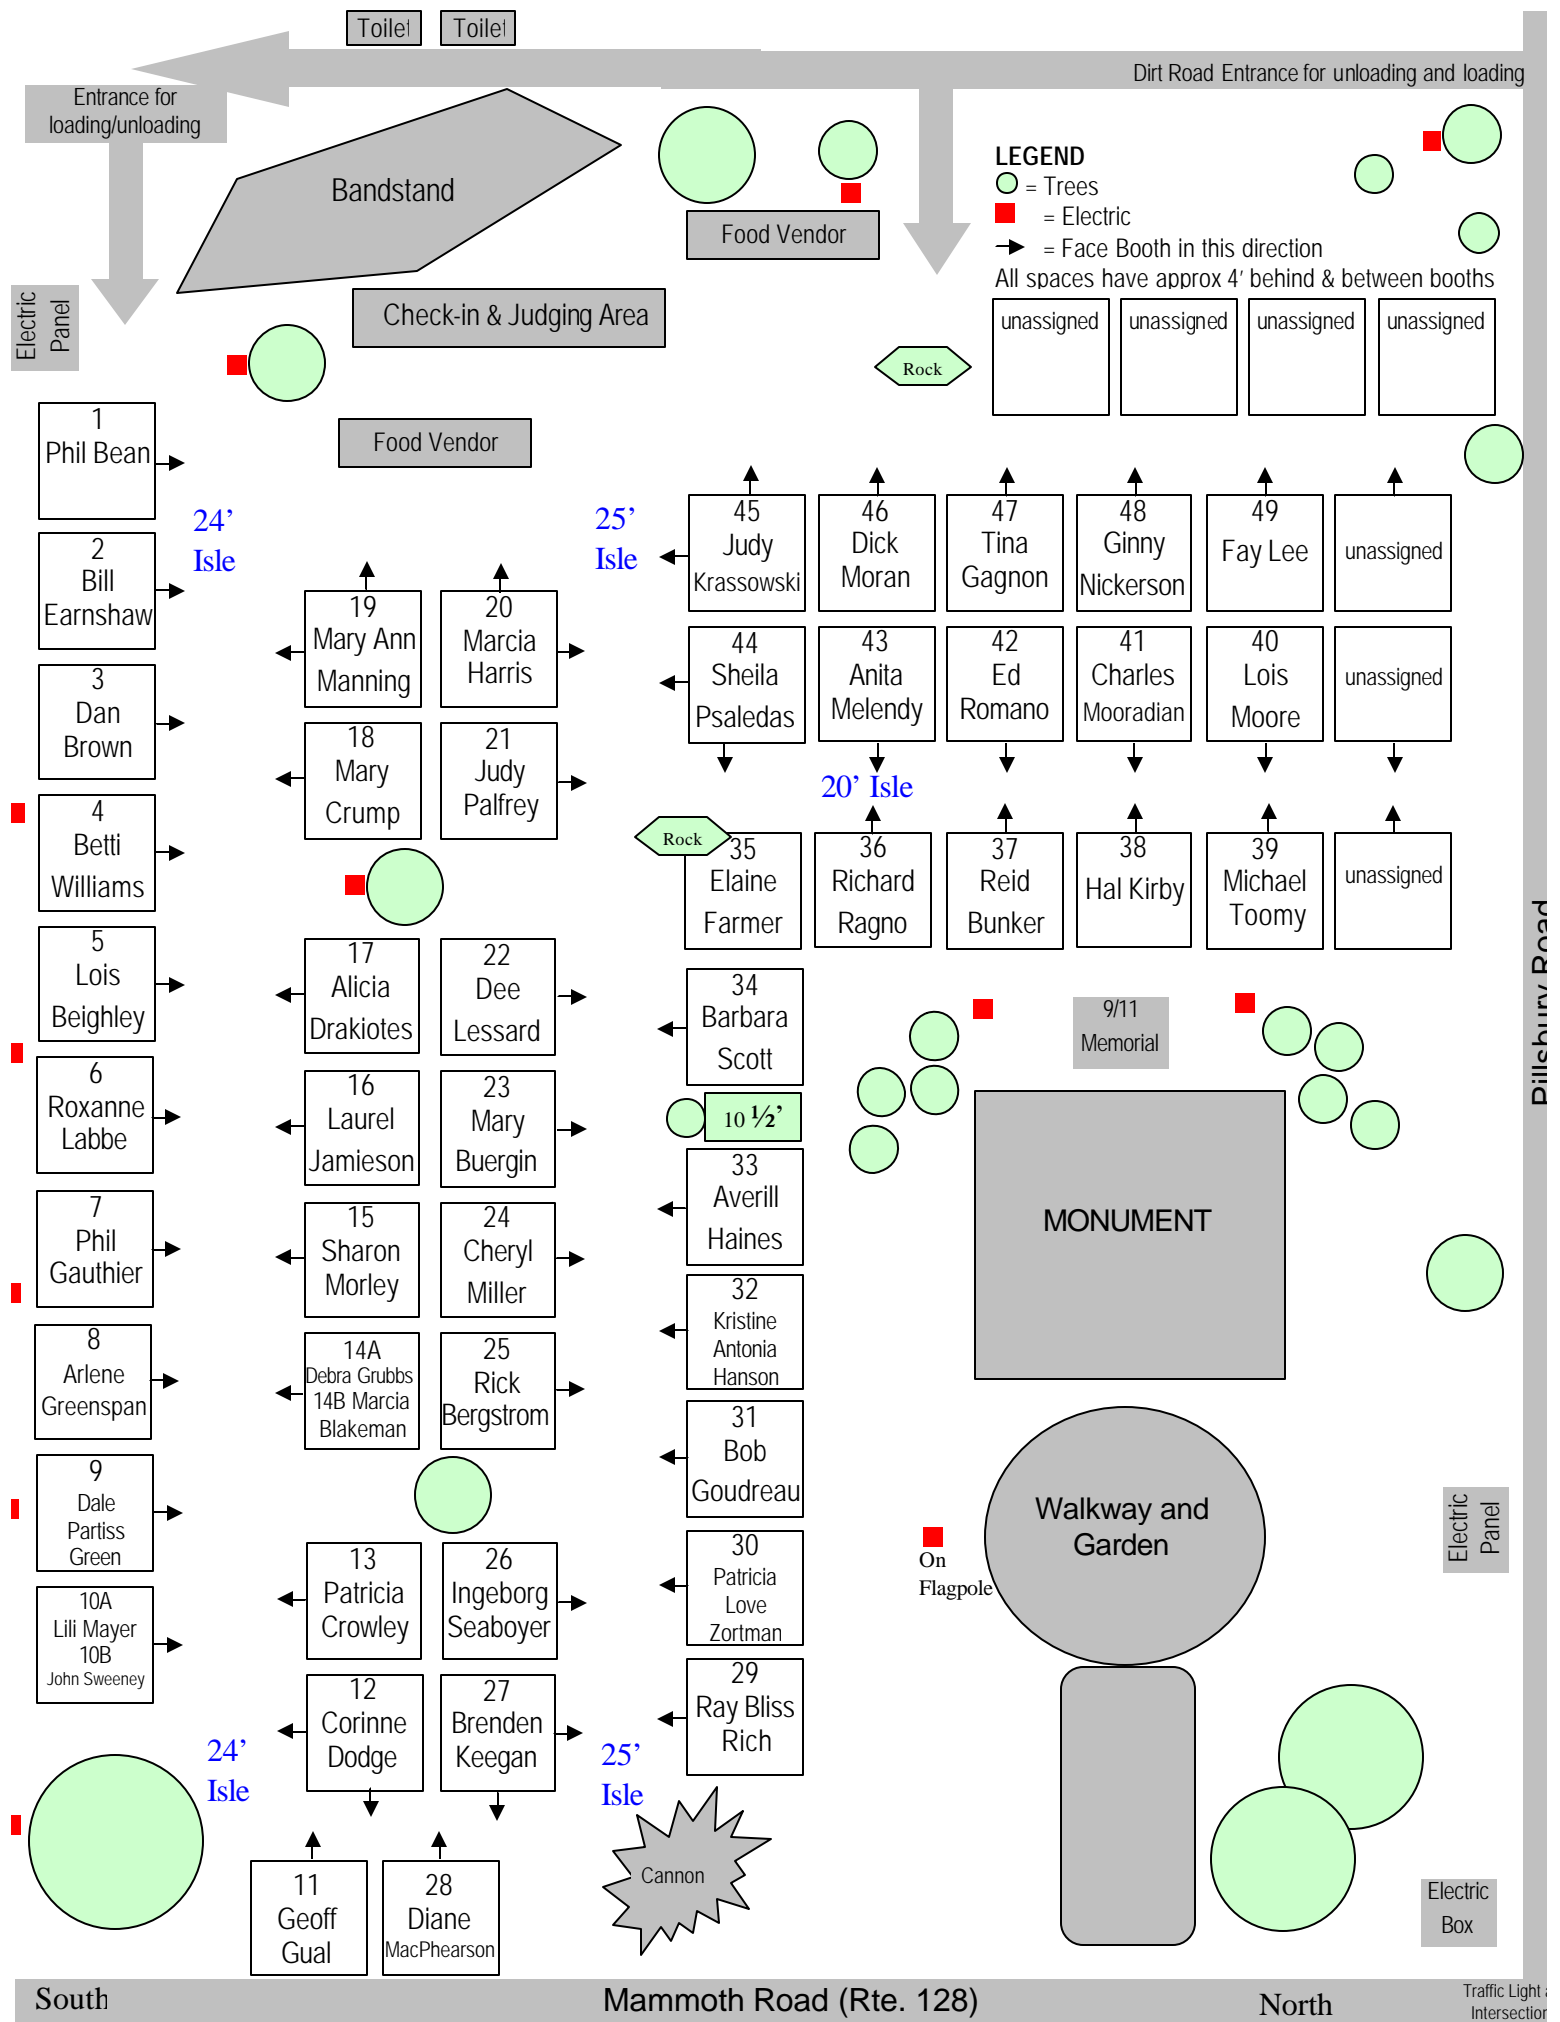 Toilet
Toilet
Dirt Road Entrance for unloading and loading
Entrance for
loading/unloading
Bandstand
Food Vendor
LEGEND
= Trees
= Electric
= Face Booth in this direction
All spaces have approx 4' behind & between booths
Electric
Panel
Check-in & Judging Area
Food Vendor
Rock
unassigned
unassigned
unassigned
unassigned
1
Phil Bean
2
Bill
Earnshaw
3
Dan
Brown
4
Betti
Williams
5
Lois
Beighley
6
Roxanne
Labbe
7
Phil
Gauthier
8
Arlene
Greenspan
9
Dale
Partiss
Green
10A
Lili Mayer
10B
John Sweeney
24’
Isle
19
Mary Ann
Manning
20
Marcia
Harris
18
Mary
Crump
21
Judy
Palfrey
17
Alicia
Drakiotes
22
Dee
Lessard
16
Laurel
Jamieson
23
Mary
Buergin
15
Sharon
Morley
24
Cheryl
Miller
14A
Debra Grubbs
14B Marcia
Blakeman
25
Rick
Bergstrom
13
Patricia
Crowley
26
Ingeborg
Seaboyer
12
Corinne
Dodge
27
Brenden
Keegan
24’
Isle
11
Geoff
Gual
28
Diane
MacPhearson
25’
Isle
45
Judy
Krassowski
46
Dick
Moran
47
Tina
Gagnon
48
Ginny
Nickerson
49
Fay Lee
unassigned
44
Sheila
Psaledas
43
Anita
Melendy
42
Ed
Romano
41
Charles
Mooradian
40
Lois
Moore
unassigned
20’ Isle
Rock
35
Elaine
Farmer
36
Richard
Ragno
37
Reid
Bunker
38
Hal Kirby
39
Michael
Toomy
unassigned
34
Barbara
Scott
10 ½’
33
Averill
Haines
32
Kristine
Antonia
Hanson
31
Bob
Goudreau
30
Patricia
Love
Zortman
29
Ray Bliss
Rich
25’
Isle
Cannon
9/11
Memorial
MONUMENT
Walkway and
Garden
On
Flagpole
Electric
Panel
Electric
Box
Pillsbury Road
South
Mammoth Road (Rte. 128)
North
Traffic Light a
Intersection